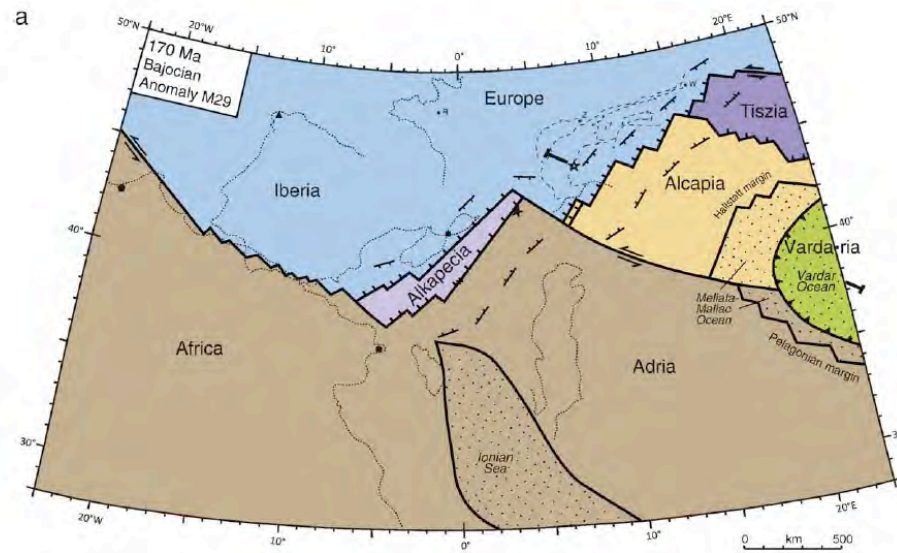 a
50°N
20°W
10°
0°
10°
20°E
50°N
170 Ma
Bajocian
Anomaly M29
Europe
Tiszia
Iberia
Alcapia
Hallstatt margin
40°
40°
Vardaria
Vardar
Ocean
Alkapecia
Meliata-
Maliac
Ocean
Pelagonian margin
Africa
Adria
30°
Ionian
Sea
20°W
10°
0°
10°
20°E
0 km 500